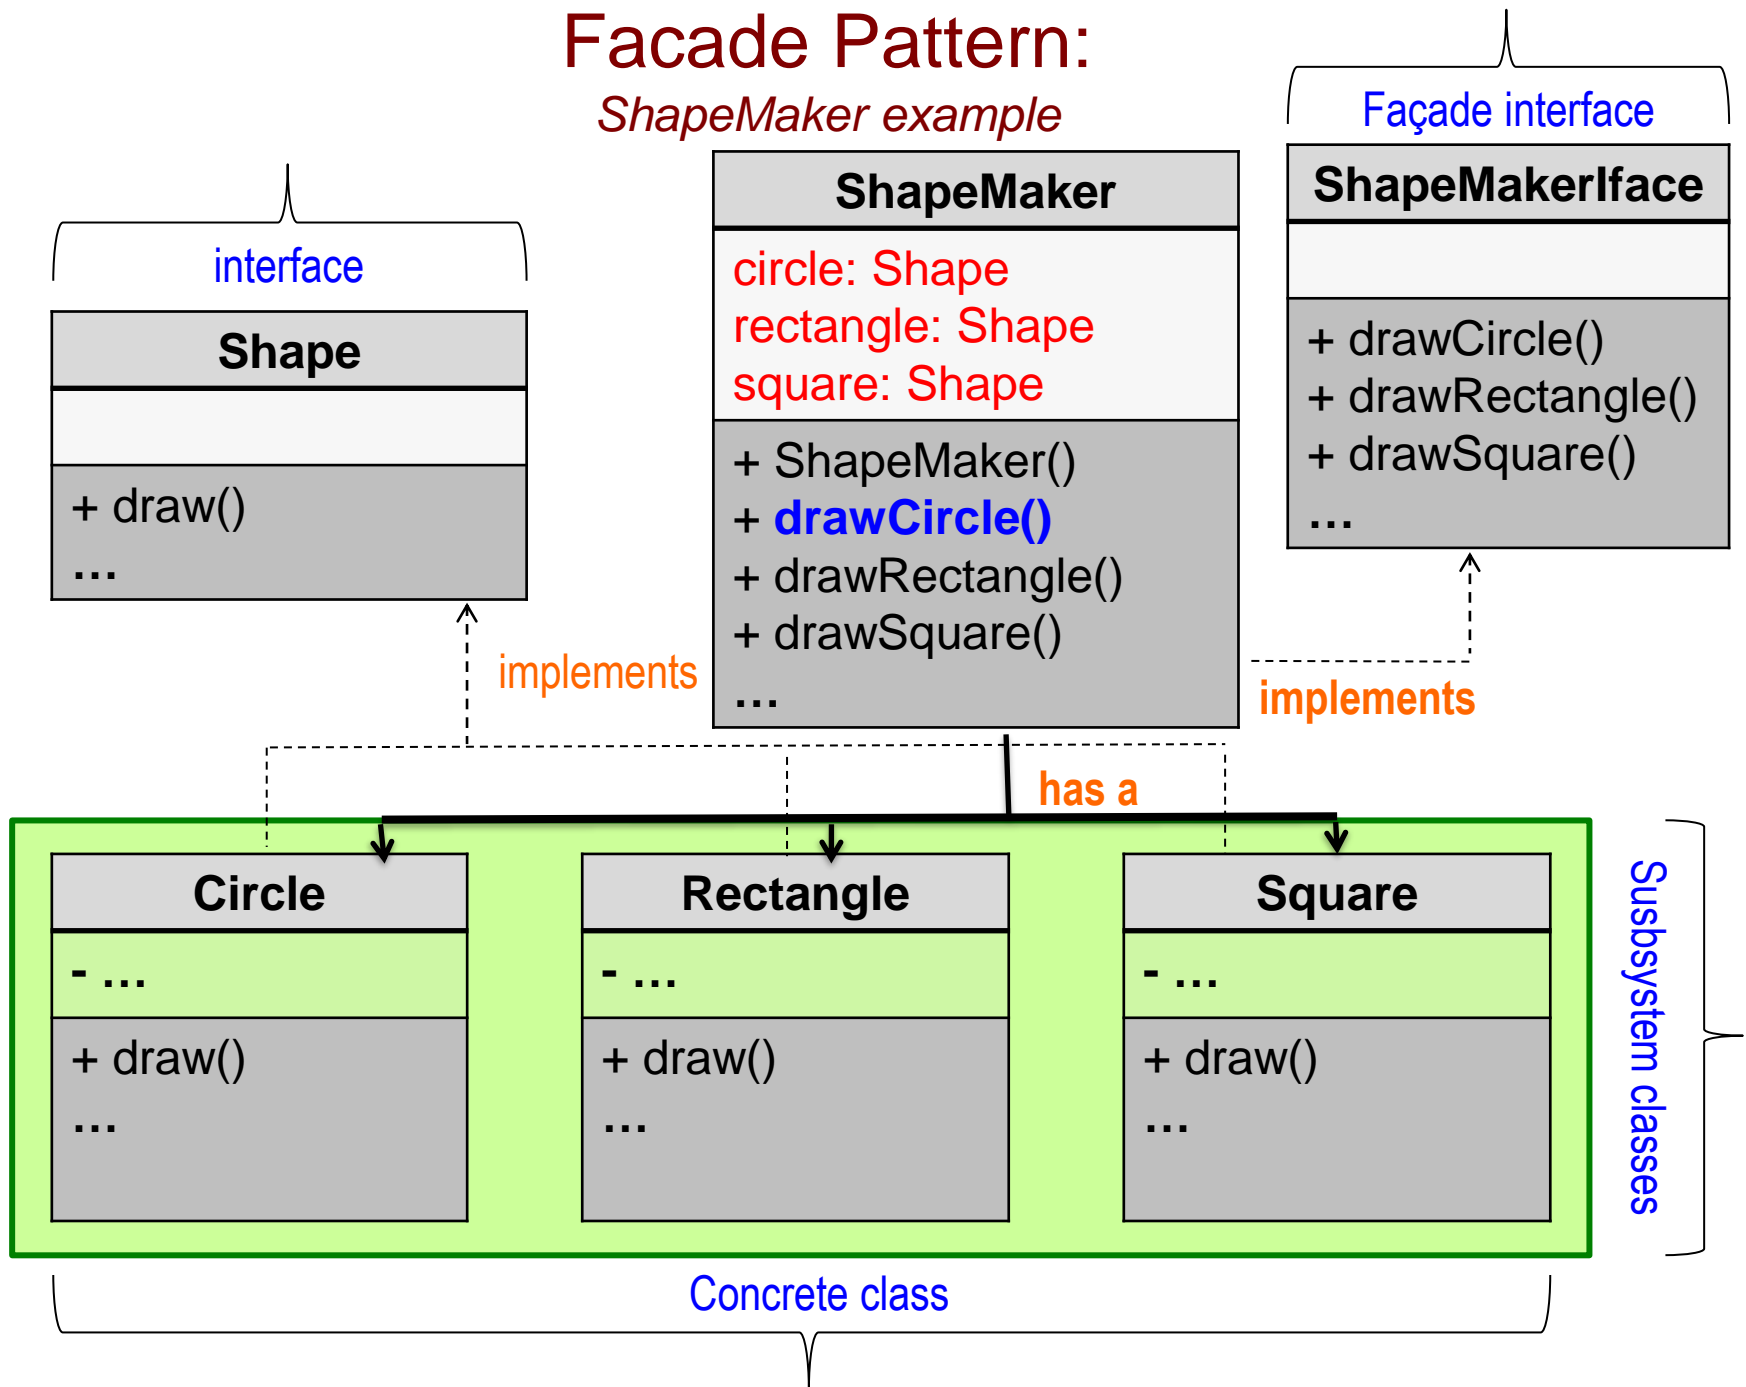 Facade Pattern:
ShapeMaker example
Façade interface
ShapeMakerIface
+ drawCircle()
+ drawRectangle()
+ drawSquare()
…
ShapeMaker
circle: Shape
rectangle: Shape
square: Shape
+ ShapeMaker()
+ drawCircle()
+ drawRectangle()
+ drawSquare()
…
interface
Shape
+ draw()
…
implements
implements
has a
Circle
- …
+ draw()
…
Rectangle
- …
+ draw()
…
Square
- …
+ draw()
…
Susbsystem classes
Concrete class